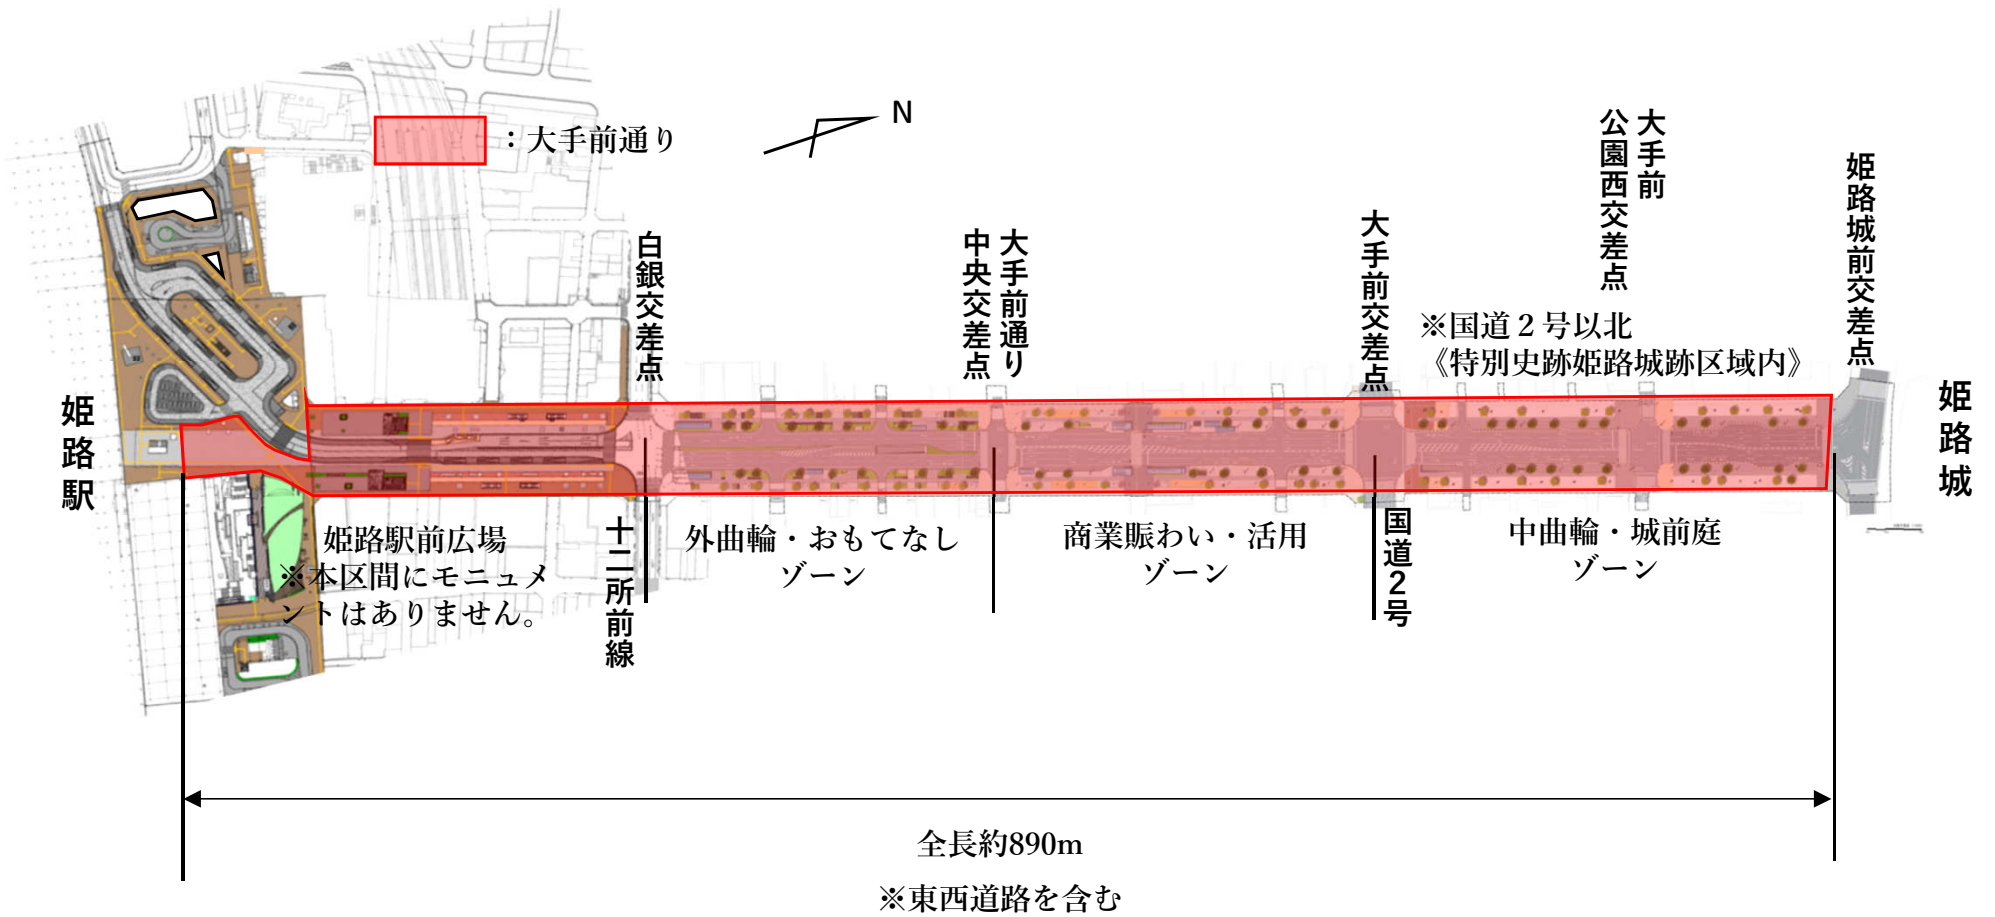 N
：大手前通り
大手前
公園西交差点
姫路城前交差点
大手前交差点
白銀交差点
大手前通り
中央交差点
※国道２号以北
《特別史跡姫路城跡区域内》
姫路駅
姫路城
姫路駅前広場
※本区間にモニュメ
ントはありません。
十二所前線
外曲輪・おもてなし
ゾーン
商業賑わい・活用
ゾーン
国道2号
中曲輪・城前庭
ゾーン
全長約890m
※東西道路を含む